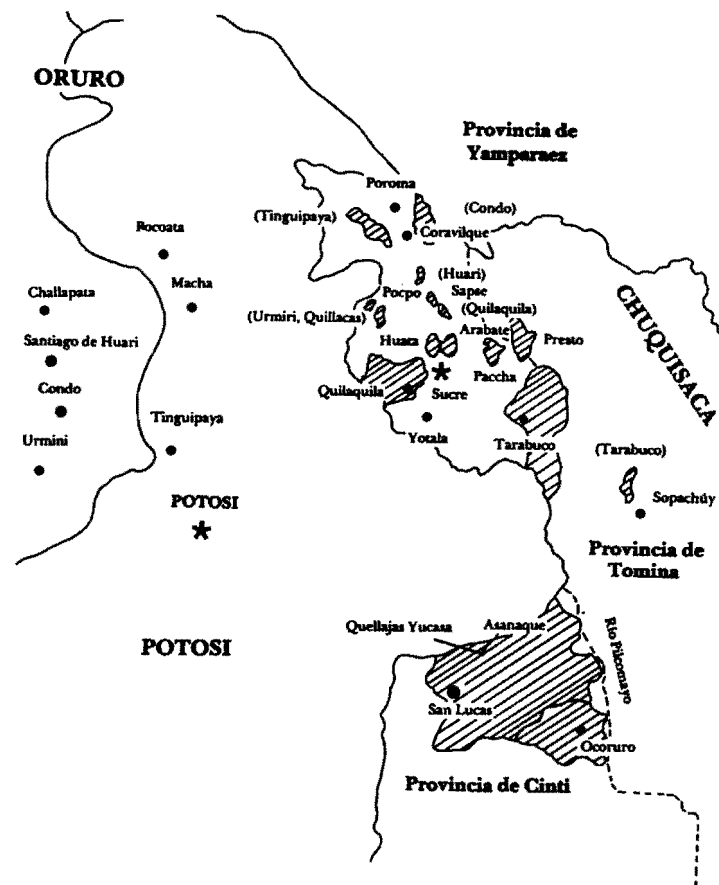 ORURO
Provincia de
Yamparaez
Poroma
(Tinguipaya)
(Condo)
Coravilque
Rocoata
(Huari)
Macha
Pocpo
Sapse
Challapata
(Urmiri, Quillacas)
(Quilaquila)
CHUQUISACA
Arabate
Santiago de Huari
Huata
Presto
Paccha
Condo
Quilaquila
Sucre
Tinguipaya
Urmini
Yotala
Tarabuco
(Tarabuco)
POTOSI
Sopachúy
Provincia de
Tomina
Quellajas Yucasa
Asanaque
Río Pilcomayo
POTOSI
San Lucas
Ocoruro
Provincia de Cinti